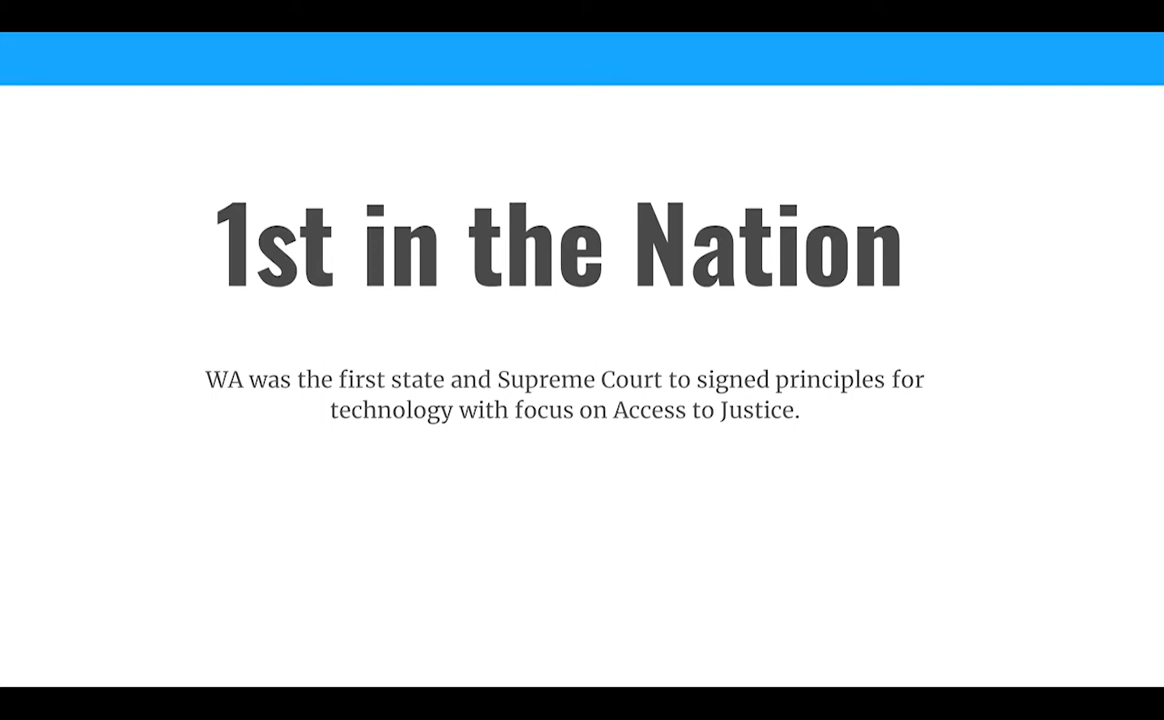 1st in the Nation
WA was the first state and Supreme Court to signed principles for
technology with focus on Access to Justice.